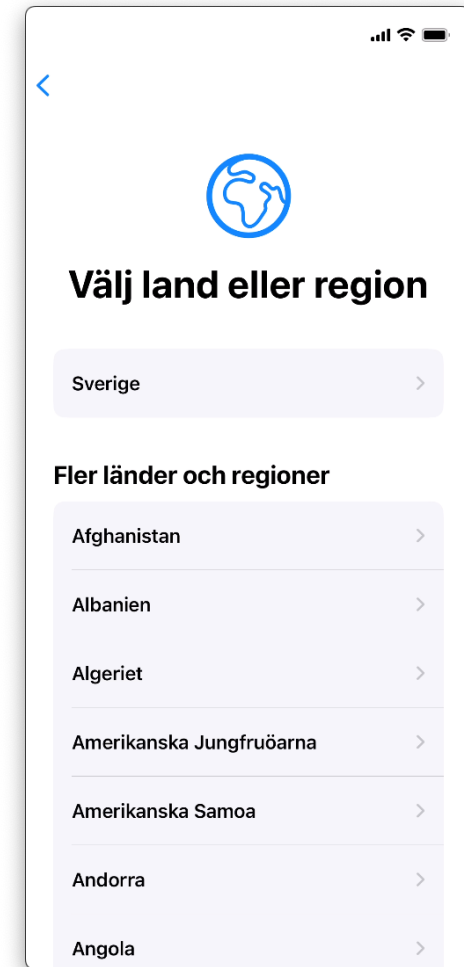 Välj land eller region
Sverige
Fler länder och regioner
Afghanistan
Albanien
Algeriet
Amerikanska Jungfruöarna
Amerikanska Samoa
Andorra
Angola